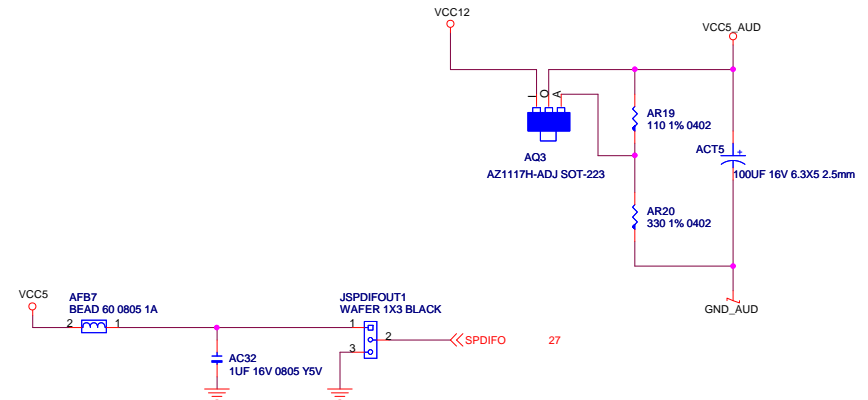 VCC12
VCC5_AUD
I O A
AR19
110 1% 0402
AQ3
AZ1117H-ADJ SOT-223
ACT5
+
100UF 16V 6.3X5 2.5mm
AR20
330 1% 0402
GND_AUD
VCC5
AFB7
BEAD 60 0805 1A
2 1
JSPDIFOUT1
WAFER 1X3 BLACK
1
2
3
SPDIFO 27
AC32
1UF 16V 0805 Y5V